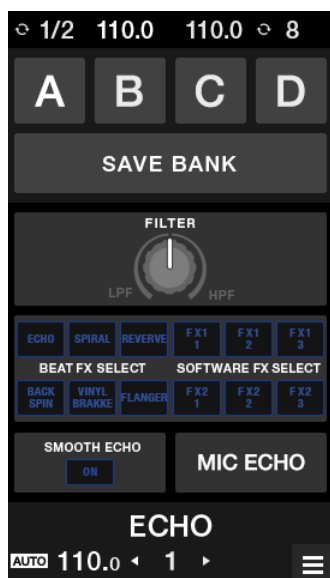 1/2 110.0 110.0 8
A B C D
SAVE BANK
FILTER
LPF HPF
ECHO SPIRAL REVERVE FX1 1 FX1 2 FX1 3
BEAT FX SELECT SOFTWARE FX SELECT
BACK SPIN VINYL BRAKKE FLANGER FX2 1 FX2 2 FX2 3
SMOOTH ECHO
ON
MIC ECHO
ECHO
AUTO 110.0 1